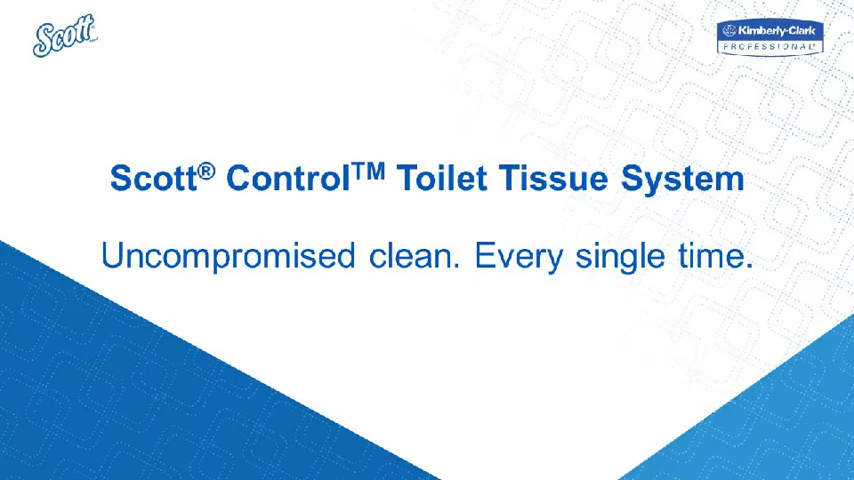 Scott
Kimberly-Clark
PROFESSIONAL*
Scott® Control™ Toilet Tissue System
Uncompromised clean. Every single time.